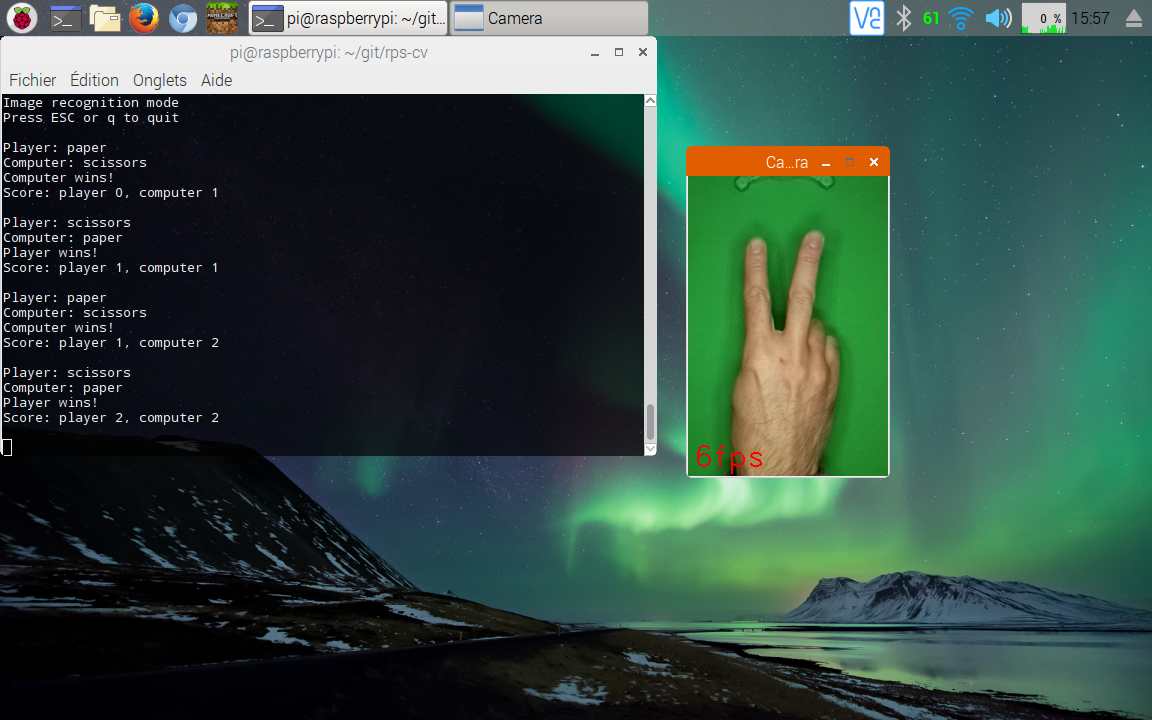 pi@raspberrypi: ~/git...
Camera
61
0 %
15:57
pi@raspberrypi: ~/git/rps-cv
Fichier Édition Onglets Aide
Image recognition mode
Press ESC or q to quit
Player: paper
Computer: scissors
Computer wins!
Score: player 0, computer 1
Player: scissors
Computer: paper
Player wins!
Score: player 1, computer 1
Player: paper
Computer: scissors
Computer wins!
Score: player 1, computer 2
Player: scissors
Computer: paper
Player wins!
Score: player 2, computer 2
Ca...ra
6fps